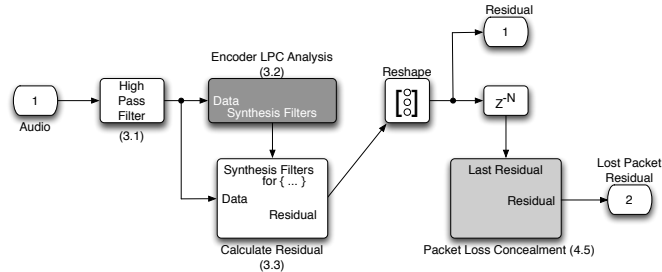 Residual
1
Encoder LPC Analysis
(3.2)
Reshape
1
Audio
High
Pass
Filter
(3.1)
Data
Synthesis Filters
Z-N
Synthesis Filters
for { ... }
Data
Residual
Calculate Residual
(3.3)
Last Residual
Residual
Packet Loss Concealment (4.5)
Lost Packet
Residual
2